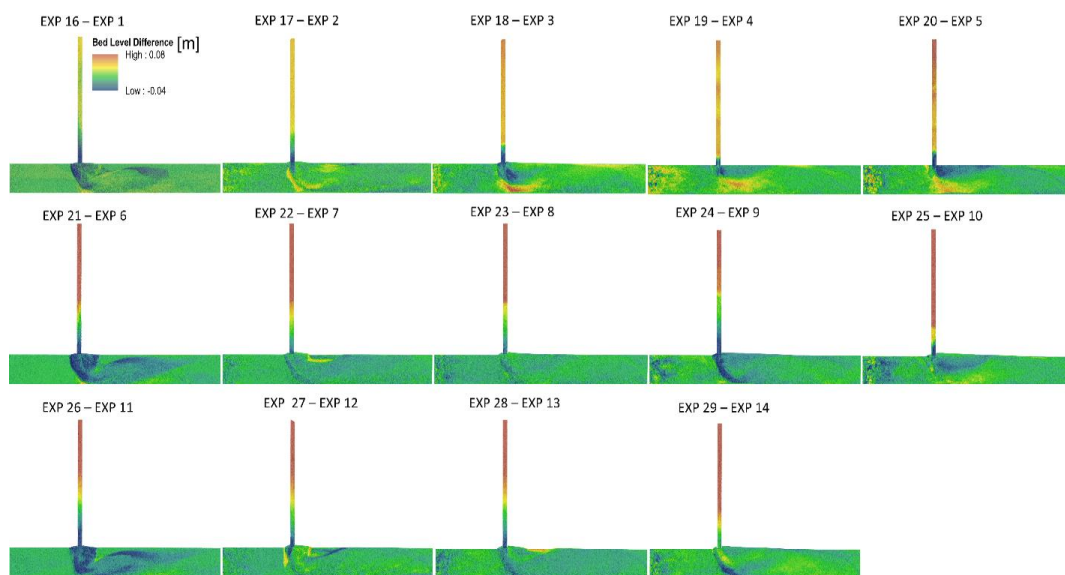 EXP 16 – EXP 1
EXP 17 – EXP 2
EXP 18 – EXP 3
EXP 19 – EXP 4
EXP 20 – EXP 5
Bed Level Difference [m]
High : 0.08
Low : -0.04
EXP 21 – EXP 6
EXP 22 – EXP 7
EXP 23 – EXP 8
EXP 24 – EXP 9
EXP 25 – EXP 10
EXP 26 – EXP 11
EXP 27 – EXP 12
EXP 28 – EXP 13
EXP 29 – EXP 14